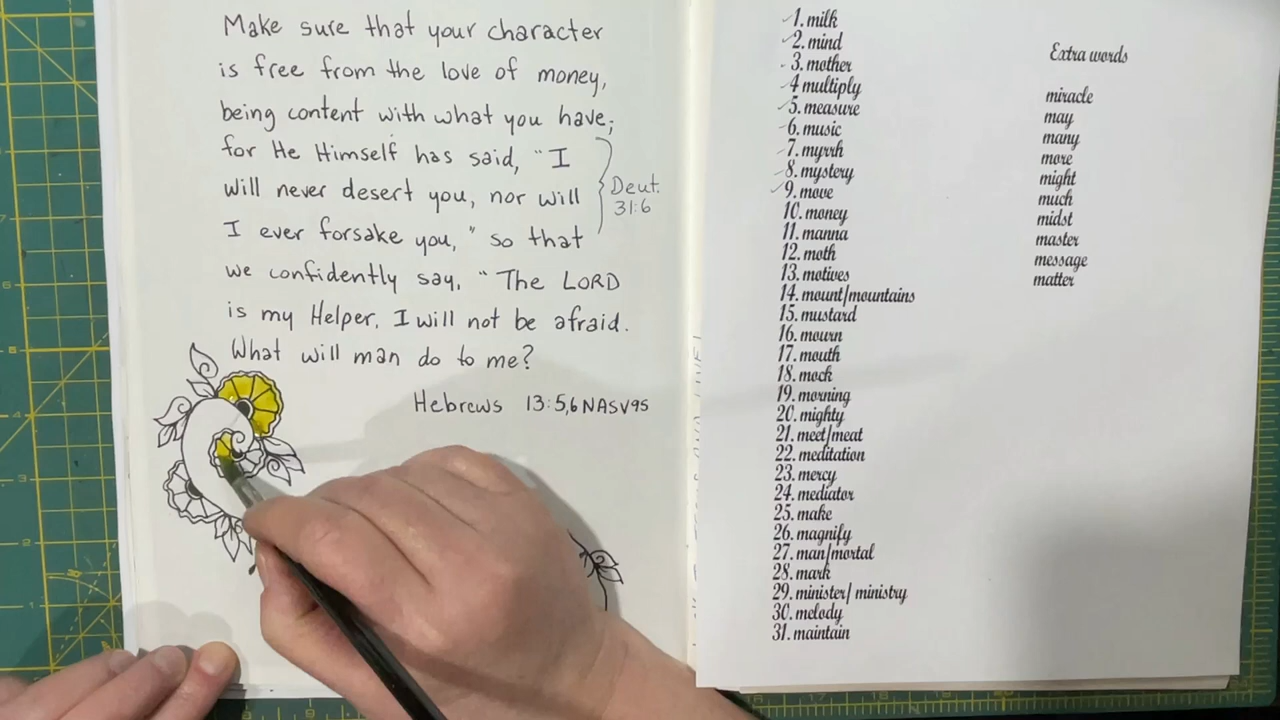 Make sure that your character
is free from the love of money,
being content with what you have;
for He Himself has said, "I
will never desert you, nor will
I ever forsake you," so that
Deut.
31:6
we confidently say, "The LORD
is my Helper, I will not be afraid.
What will man do to me?
Hebrews 13:5,6 NASV95
1. milk
2. mind
3. mother
4 multiply
5. measure
6. music
7. myrrh
8. mystery
9. move
10. money
11. manna
12. moth
13. motives
14. mount/mountains
15. mustard
16. mourn
17. mouth
18. mock
19. morning
20. mighty
21. meet/meat
22. meditation
23. mercy
24. mediator
25. make
26. magnify
27. man/mortal
28. mark
29. minister/ ministry
30. melody
31. maintain
Extra words
miracle
may
many
more
might
much
midst
master
message
matter